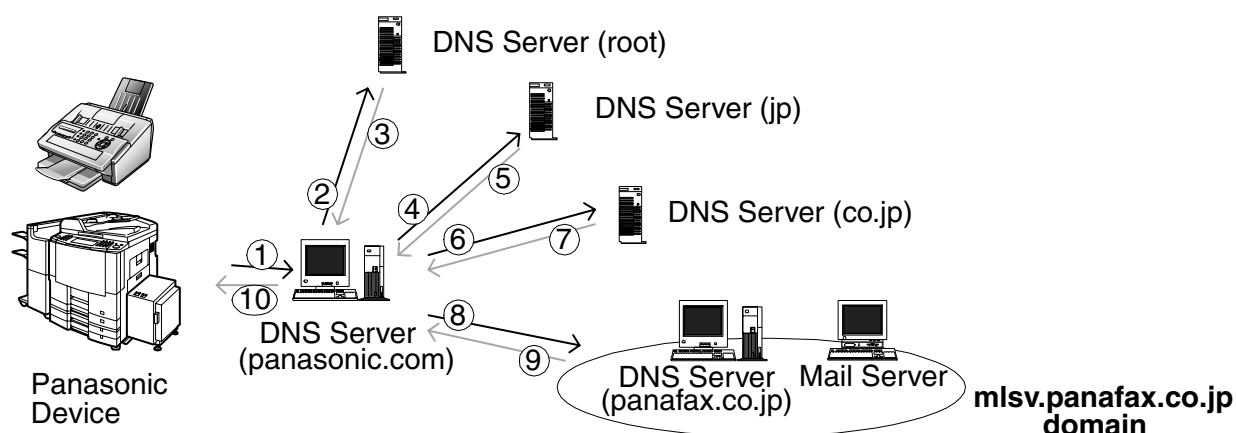 DNS Server (root)
DNS Server (jp)
③
②
④
⑤
DNS Server (co.jp)
⑥
⑦
①
⑩
⑧
DNS Server
(panasonic.com)
⑨
DNS Server
(panafax.co.jp)
Mail Server
Panasonic
Device
mlsv.panafax.co.jp
domain